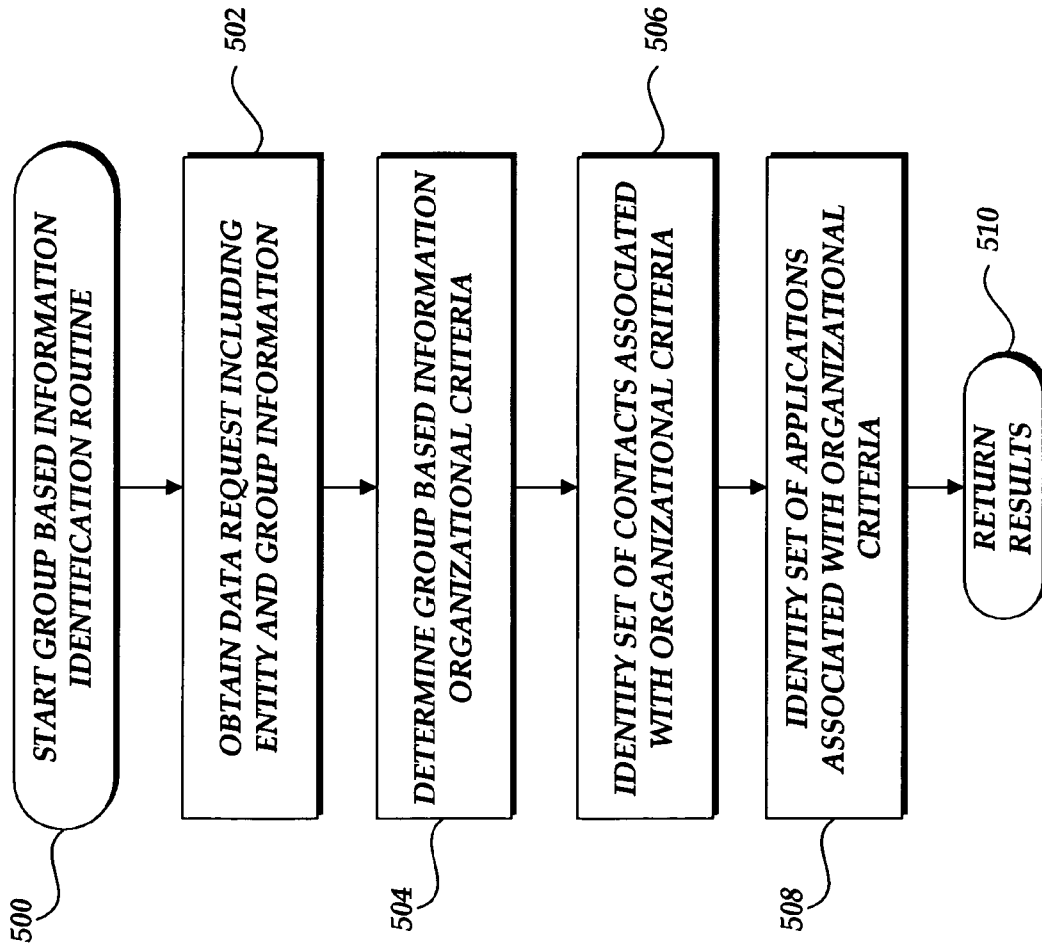 500
START GROUP BASED INFORMATION
IDENTIFICATION ROUTINE
502
OBTAIN DATA REQUEST INCLUDING
ENTITY AND GROUP INFORMATION
504
DETERMINE GROUP BASED INFORMATION
ORGANIZATIONAL CRITERIA
506
IDENTIFY SET OF CONTACTS ASSOCIATED
WITH ORGANIZATIONAL CRITERIA
508
IDENTIFY SET OF APPLICATIONS
ASSOCIATED WITH ORGANIZATIONAL
CRITERIA
510
RETURN
RESULTS